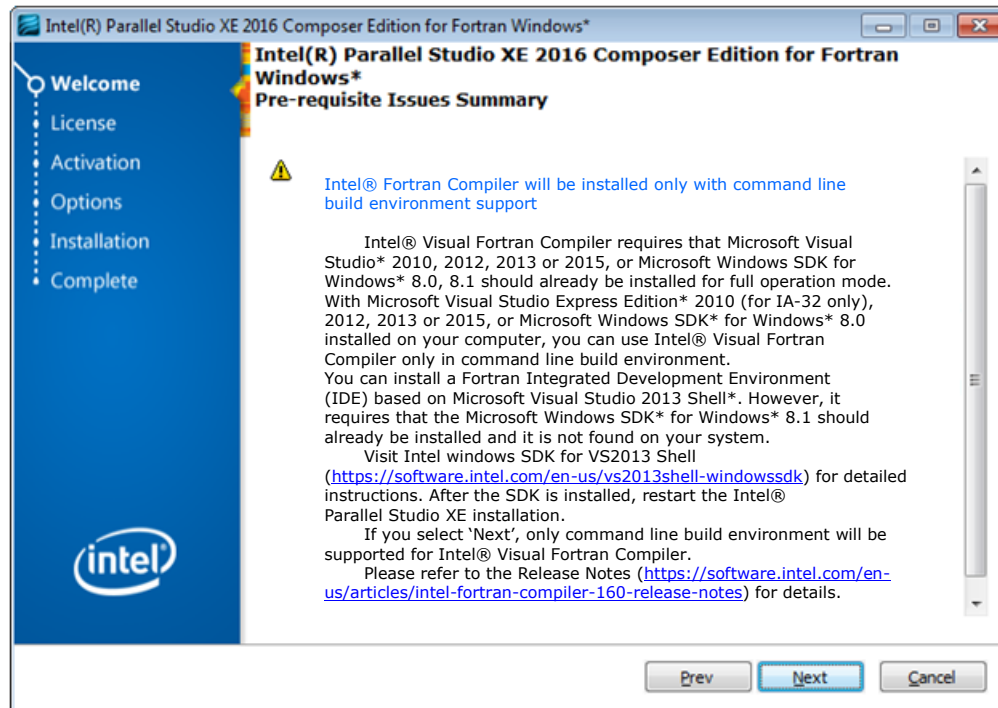 Intel(R) Parallel Studio XE 2016 Composer Edition for Fortran Windows*
Welcome
License
Activation
Options
Installation
Complete
intel®
Intel(R) Parallel Studio XE 2016 Composer Edition for Fortran
Windows*
Pre-requisite Issues Summary
Intel® Fortran Compiler will be installed only with command line
build environment support
Intel® Visual Fortran Compiler requires that Microsoft Visual
Studio* 2010, 2012, 2013 or 2015, or Microsoft Windows SDK for
Windows* 8.0, 8.1 should already be installed for full operation mode.
With Microsoft Visual Studio Express Edition* 2010 (for IA-32 only),
2012, 2013 or 2015, or Microsoft Windows SDK* for Windows* 8.0
installed on your computer, you can use Intel® Visual Fortran
Compiler only in command line build environment.
You can install a Fortran Integrated Development Environment
(IDE) based on Microsoft Visual Studio 2013 Shell*. However, it
requires that the Microsoft Windows SDK* for Windows* 8.1 should
already be installed and it is not found on your system.
Visit Intel windows SDK for VS2013 Shell
(https://software.intel.com/en-us/vs2013shell-windowssdk) for detailed
instructions. After the SDK is installed, restart the Intel®
Parallel Studio XE installation.
If you select ‘Next’, only command line build environment will be
supported for Intel® Visual Fortran Compiler.
Please refer to the Release Notes (https://software.intel.com/en-
us/articles/intel-fortran-compiler-160-release-notes) for details.
Prev
Next
Cancel